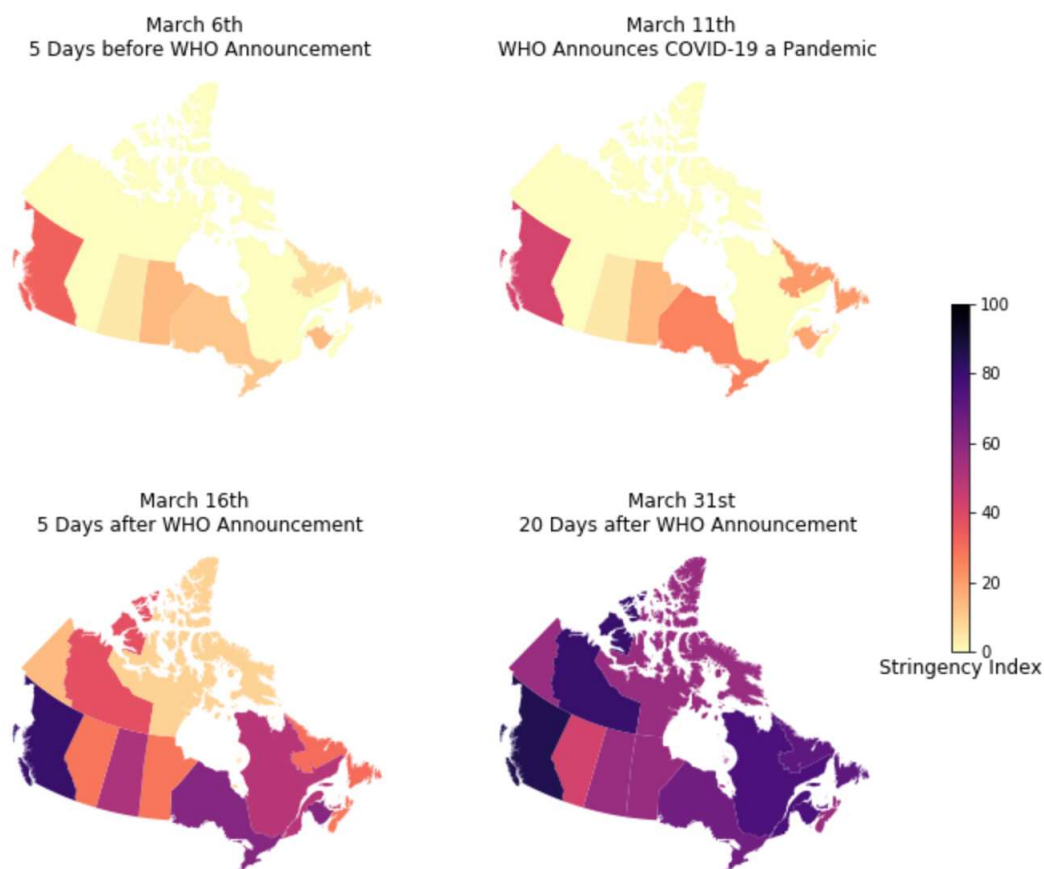 March 6th
5 Days before WHO Announcement
March 11th
WHO Announces COVID-19 a Pandemic
100
80
60
40
20
0
Stringency Index
March 16th
5 Days after WHO Announcement
March 31st
20 Days after WHO Announcement